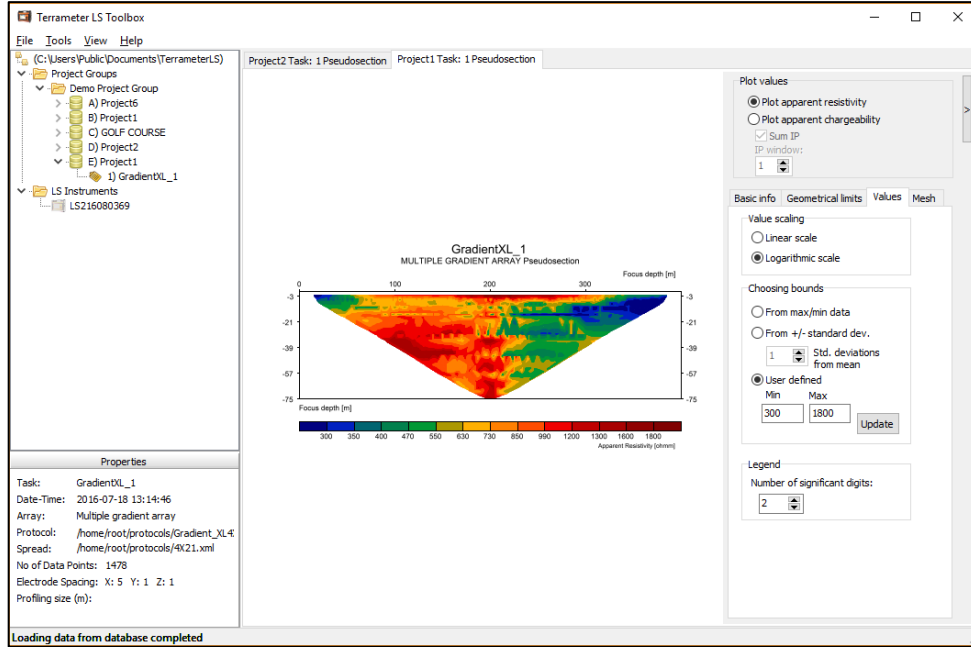 Terrameter LS Toolbox
File Tools View Help
(C:\Users\Public\Documents\TerrameterLS)
Project Groups
Demo Project Group
A) Project6
B) Project1
C) GOLF COURSE
D) Project2
E) Project1
1) GradientXL_1
LS Instruments
LS216080369
Properties
Task: GradientXL_1
Date-Time: 2016-07-18 13:14:46
Array: Multiple gradient array
Protocol: /home/root/protocols/Gradient_XL4
Spread: /home/root/protocols/4X21.xml
No of Data Points: 1478
Electrode Spacing: X: 5 Y: 1 Z: 1
Profiling size (m):
Loading data from database completed
Project2 Task: 1 Pseudosection Project1 Task: 1 Pseudosection
GradientXL_1
MULTIPLE GRADIENT ARRAY Pseudosection
Focus depth [m]
0 100 200 300
-3 -3
-21 -21
-39 -39
-57 -57
-75 -75
Focus depth [m]
300 350 400 470 550 630 730 850 990 1200 1300 1600 1800
Apparent Resistivity [ohmm]
>
Plot values
Plot apparent resistivity
Plot apparent chargeability
Sum IP
IP window:
1
Basic info Geometrical limits Values Mesh
Value scaling
Linear scale
Logarithmic scale
Choosing bounds
From max/min data
From +/- standard dev.
1 Std. deviations
from mean
User defined
Min Max
300 1800
Update
Legend
Number of significant digits:
2